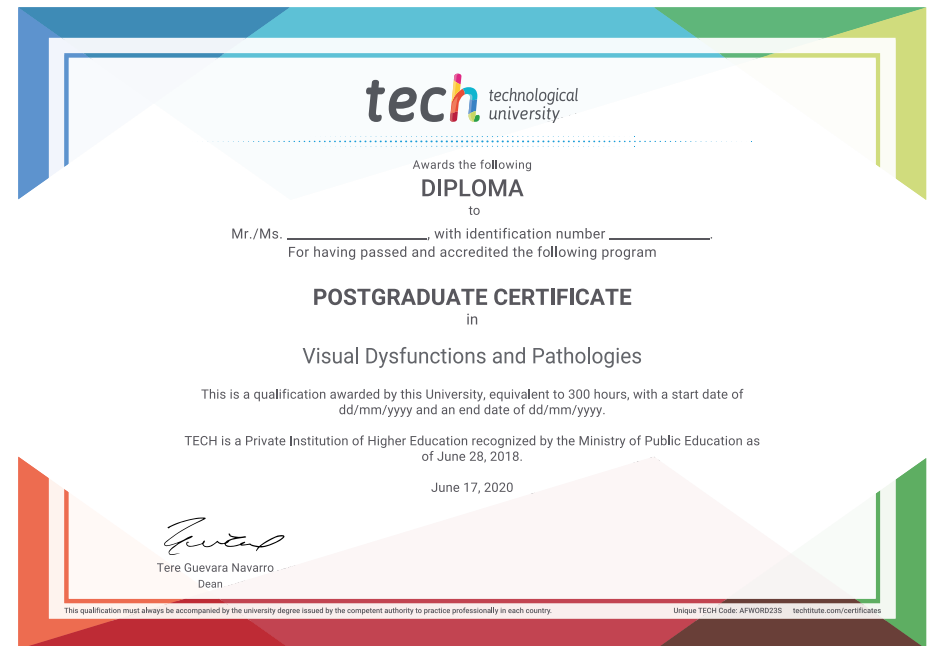 tech technological
university
Awards the following
DIPLOMA
to
Mr./Ms. ____________________, with identification number ______________.
For having passed and accredited the following program
POSTGRADUATE CERTIFICATE
in
Visual Dysfunctions and Pathologies
This is a qualification awarded by this University, equivalent to 300 hours, with a start date of
dd/mm/yyyy and an end date of dd/mm/yyyy.
TECH is a Private Institution of Higher Education recognized by the Ministry of Public Education as
of June 28, 2018.
June 17, 2020
Tere Guevara Navarro
Dean
This qualification must always be accompanied by the university degree issued by the competent authority to practice professionally in each country.
Unique TECH Code: AFWORD23S techtitute.com/certificates